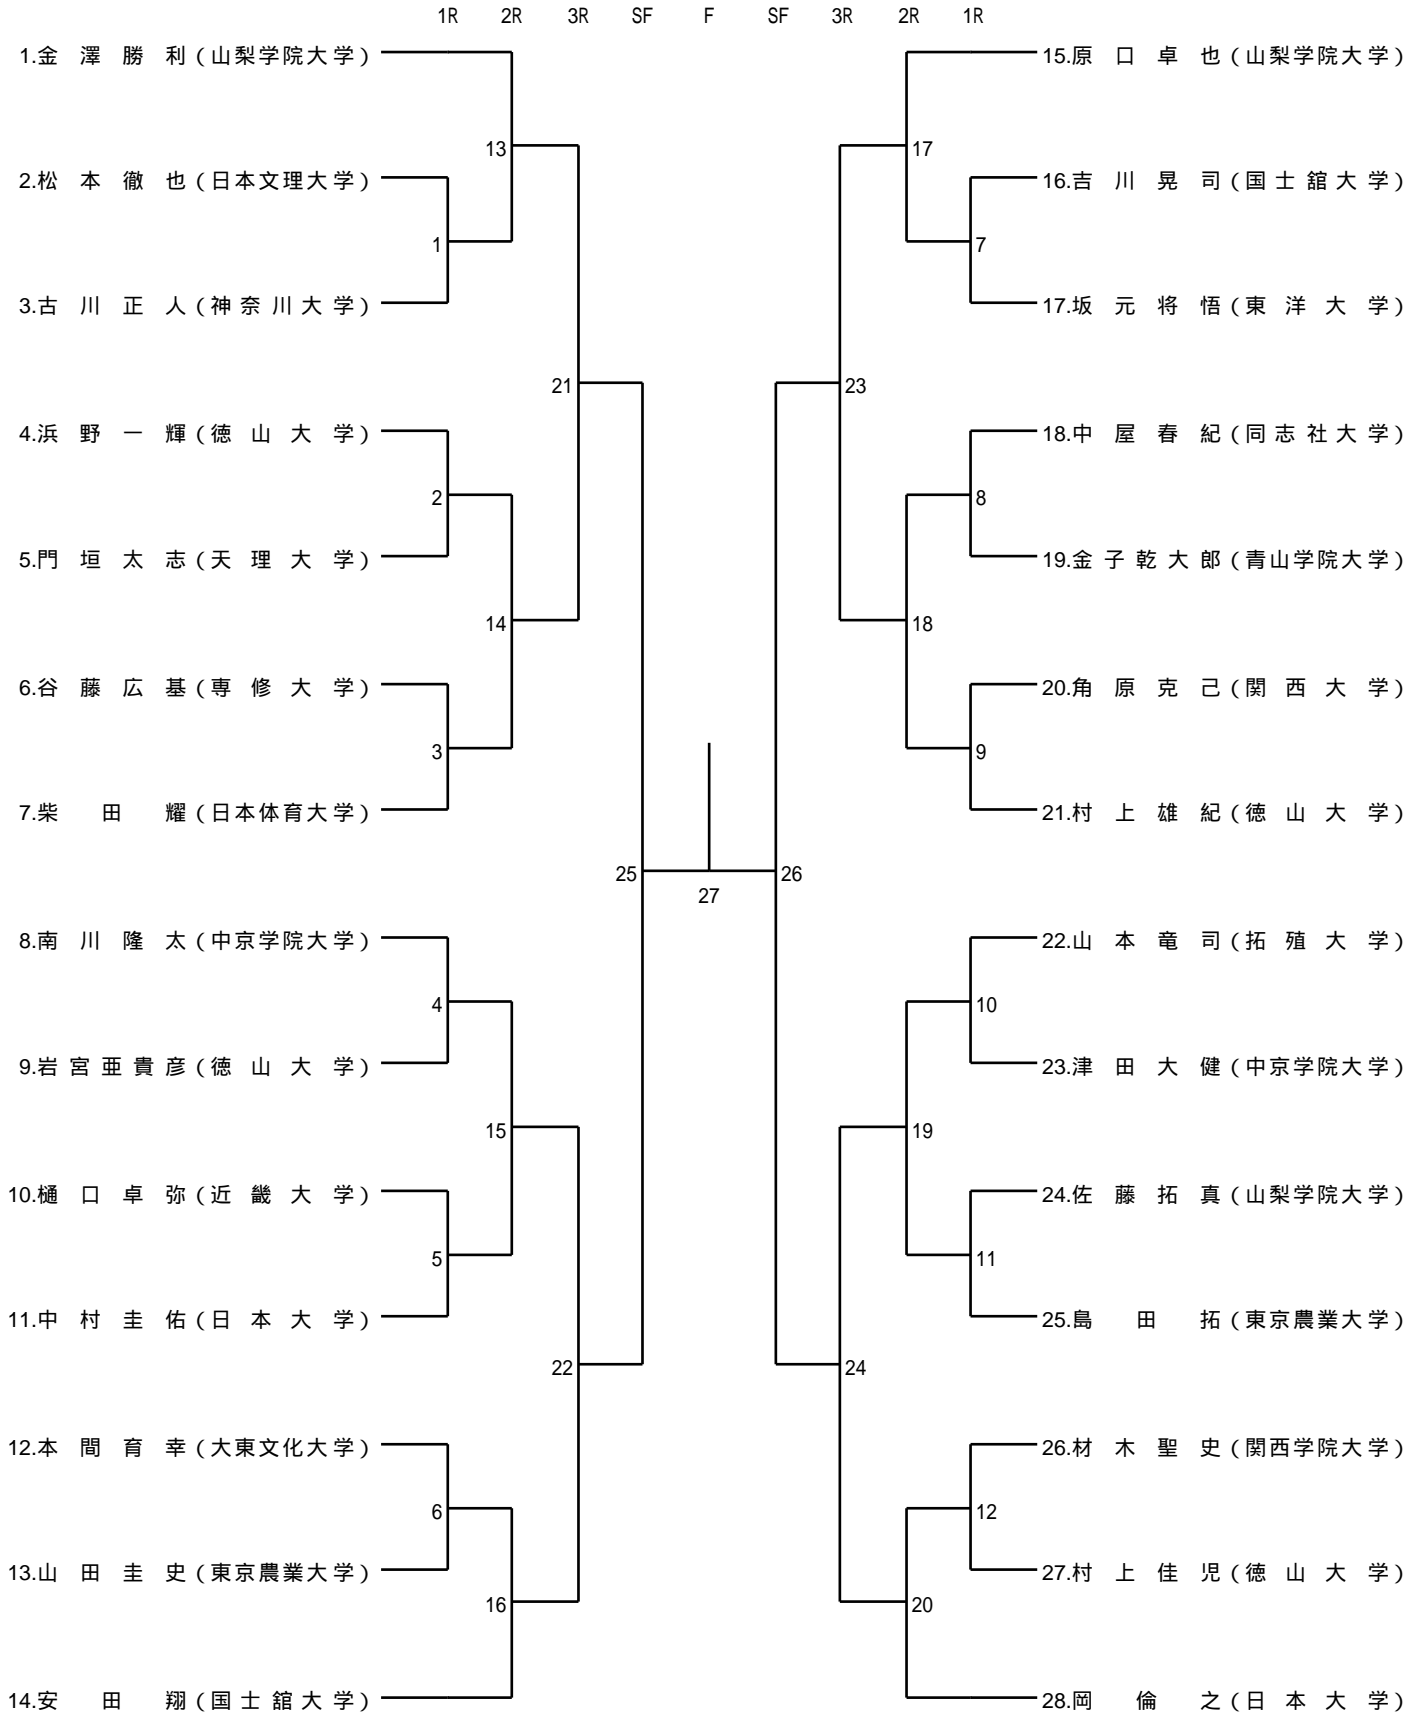 1R 2R 3R SF F SF 3R 2R 1R
1.金澤勝利(山梨学院大学)
2.松本徹也(日本文理大学)
3.古川正人(神奈川大学)
4.浜野一輝(徳山大学)
5.門垣太志(天理大学)
6.谷藤広基(専修大学)
7.柴田耀(日本体育大学)
8.南川隆太(中京学院大学)
9.岩宮亜貴彦(徳山大学)
10.樋口卓弥(近畿大学)
11.中村圭佑(日本大学)
12.本間育幸(大東文化大学)
13.山田圭史(東京農業大学)
14.安田翔(国士舘大学)
13
1
21
2
14
3
25
4
15
5
22
6
16
27
17
7
23
8
18
9
26
10
19
11
24
12
20
15.原口卓也(山梨学院大学)
16.吉川晃司(国士舘大学)
17.坂元将悟(東洋大学)
18.中屋春紀(同志社大学)
19.金子乾大郎(青山学院大学)
20.角原克己(関西大学)
21.村上雄紀(徳山大学)
22.山本竜司(拓殖大学)
23.津田大健(中京学院大学)
24.佐藤拓真(山梨学院大学)
25.島田拓(東京農業大学)
26.材木聖史(関西学院大学)
27.村上佳児(徳山大学)
28.岡倫之(日本大学)